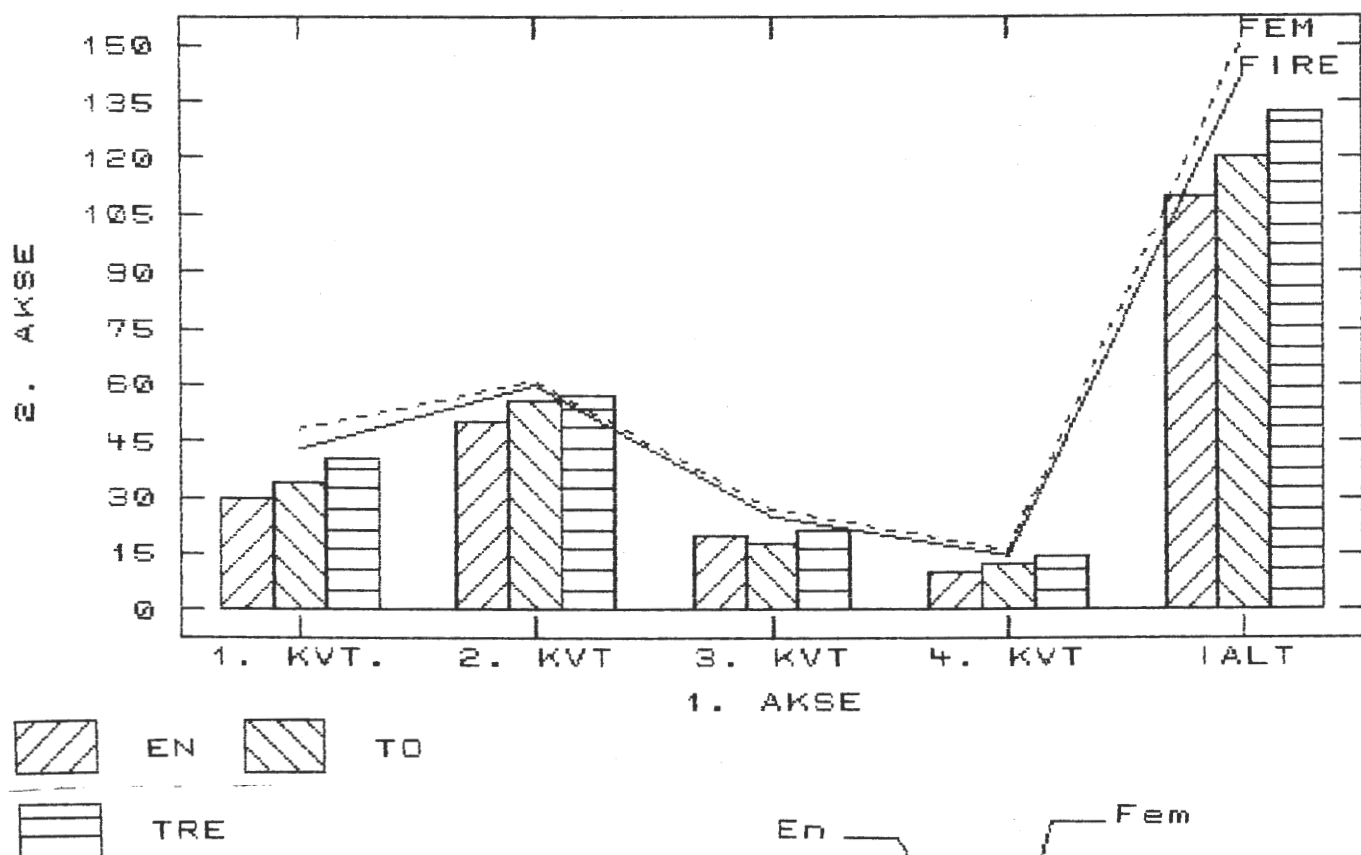 150
135
120
105
90
75
60
45
30
15
0
2. AKSE
FEM
FIRE
1. KVT. 2. KVT 3. KVT 4. KVT IALT
1. AKSE
EN TO
TRE
En Fem